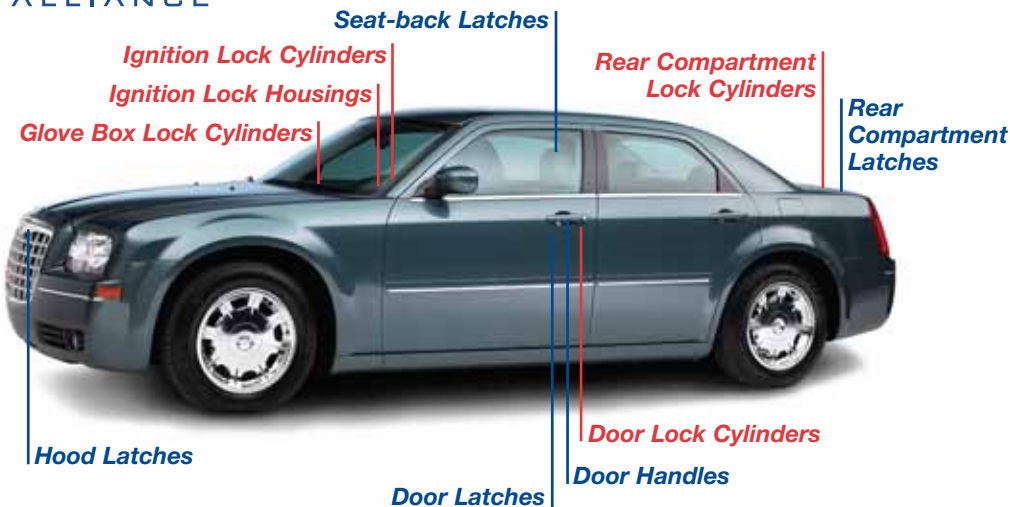 ALLIANCE
Seat-back Latches
Ignition Lock Cylinders
Ignition Lock Housings
Glove Box Lock Cylinders
Rear Compartment
Lock Cylinders
Rear
Compartment
Latches
Door Lock Cylinders
Hood Latches
Door Handles
Door Latches